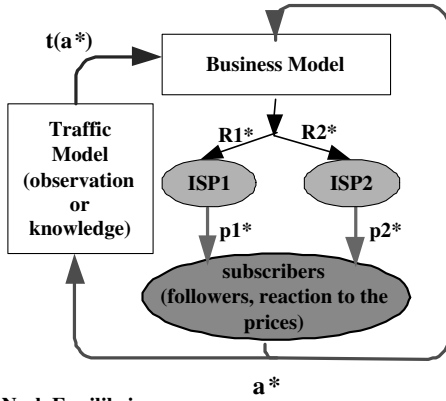 t(a*)
Business Model
Traffic
Model
(observation
or
knowledge)
R1* R2*
ISP1 ISP2
p1* p2*
subscribers
(followers, reaction to the
prices)
a*